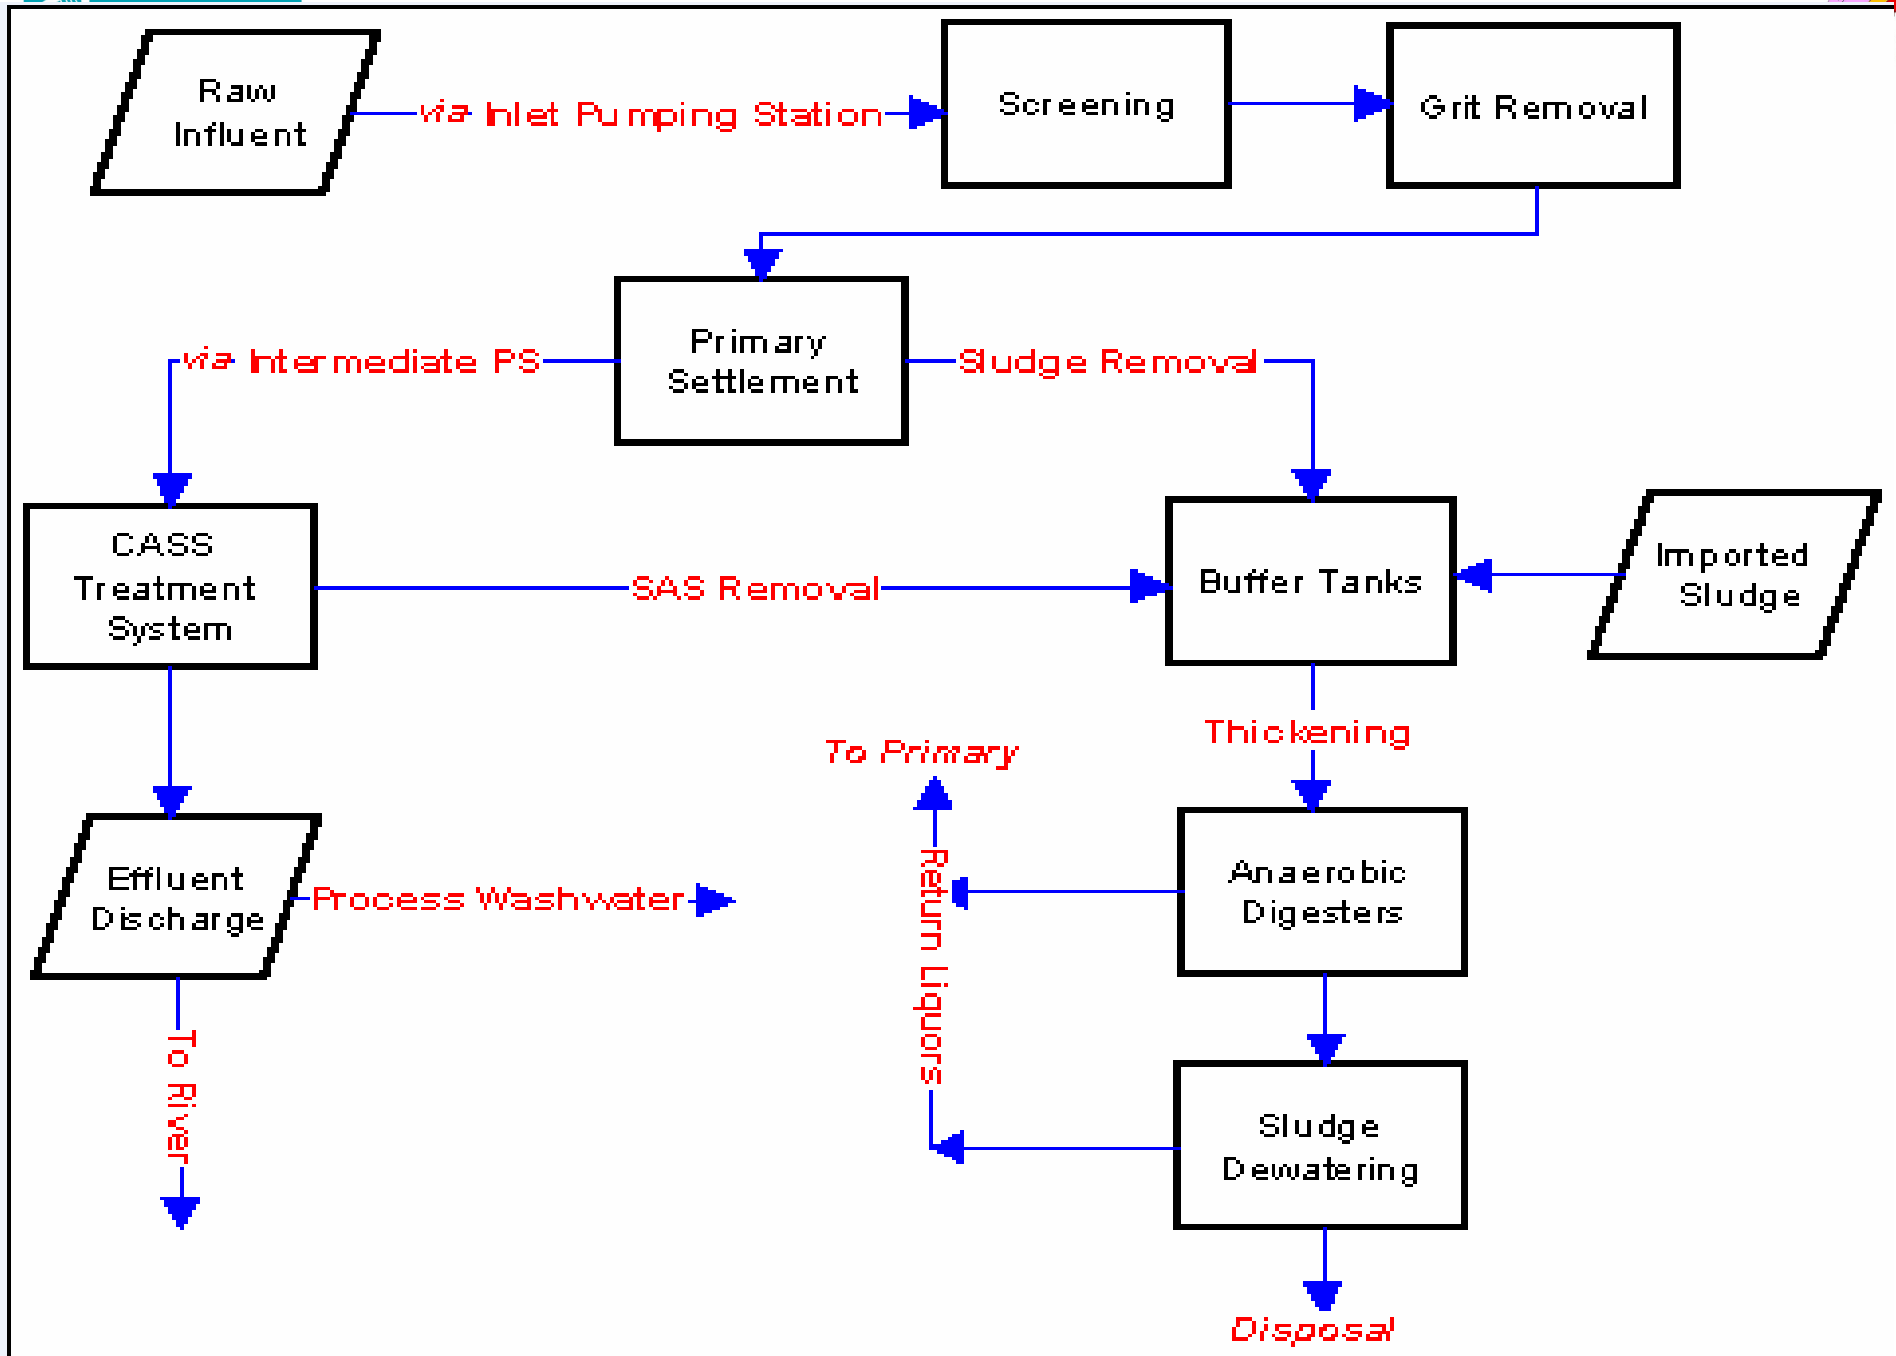 Raw
Influent
via Inlet Pumping Station
Screening
Grit Removal
Primary
Settlement
via Intermediate PS
Sludge Removal
CASS
Treatment
System
SAS Removal
Buffer Tanks
Imported
Sludge
Thickening
To Primary
Effluent
Discharge
Process Washwater
Return Liquors
Anaerobic
Digesters
To River
Sludge
Dewatering
Disposal